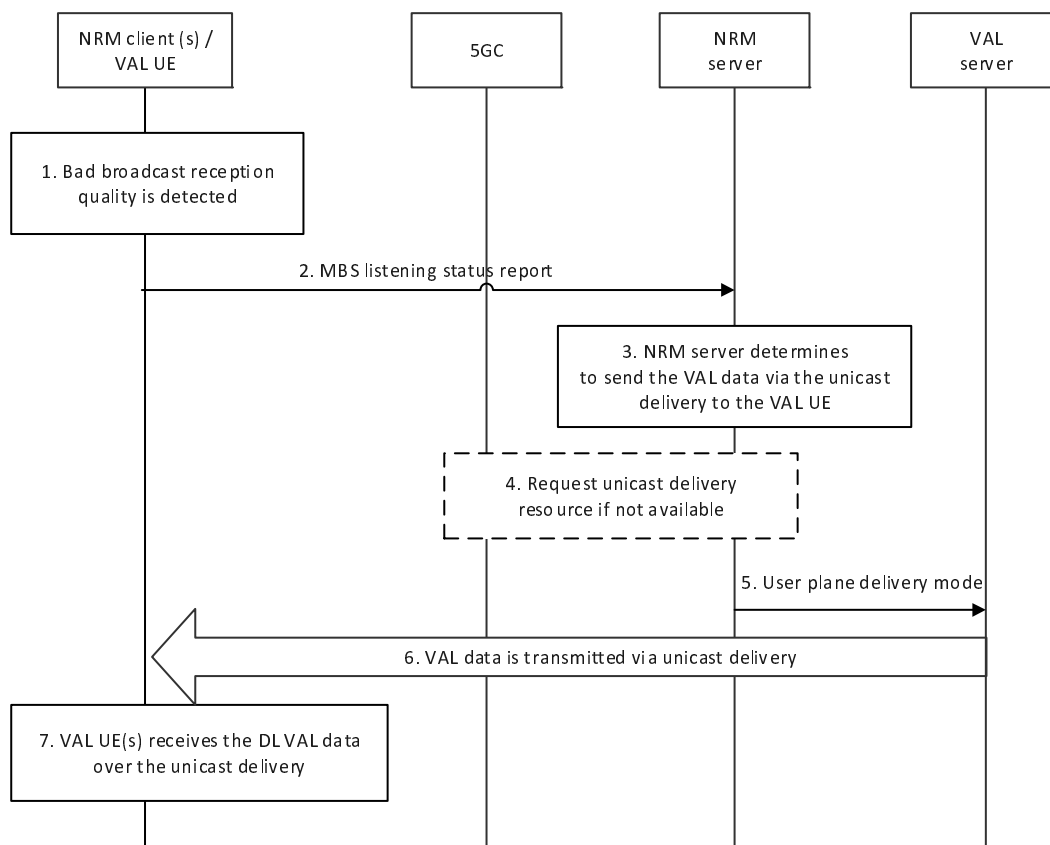 NRM client(s) /
VAL UE
5GC
NRM
server
VAL
server
1. Bad broadcast reception
quality is detected
2. MBS listening status report
3. NRM server determines
to send the VAL data via the unicast
delivery to the VAL UE
4. Request unicast delivery
resource if not available
5. User plane delivery mode
6. VAL data is transmitted via unicast delivery
7. VAL UE(s) receives the DL VAL data
over the unicast delivery